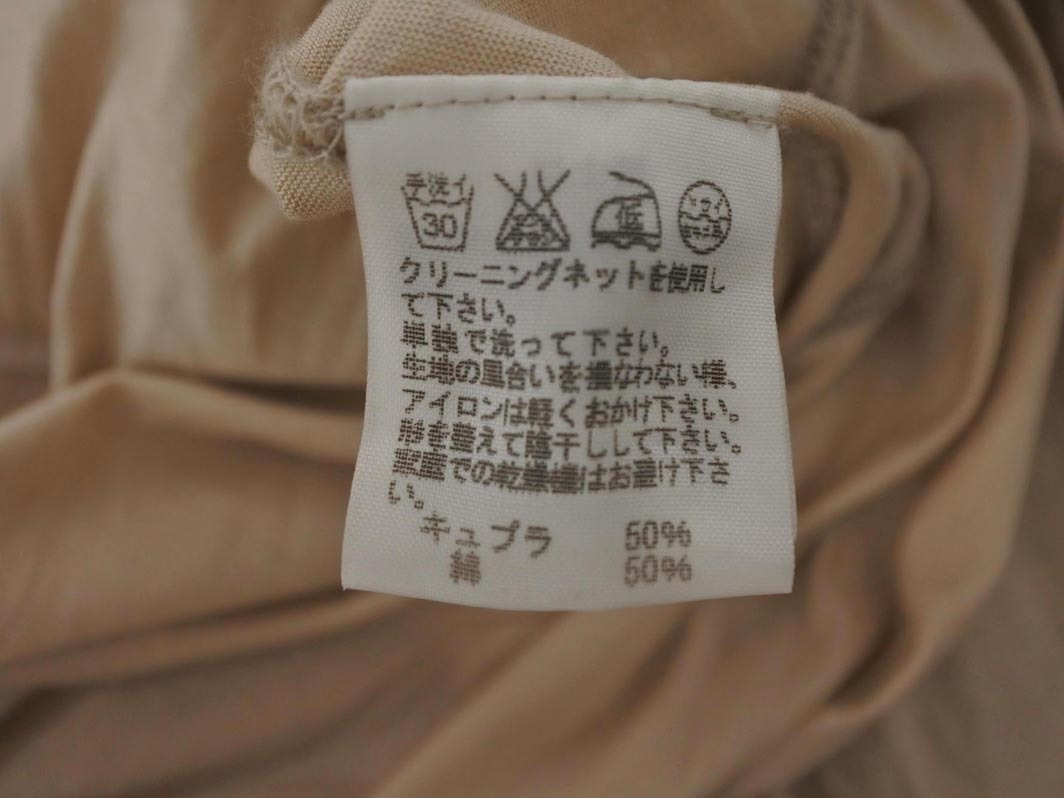 手洗イ
30
低
クリーニングネットを使用し
て下さい。
単独で洗って下さい。
生地の風合いを損なわない様、
アイロンは軽くおかけ下さい。
形を整えて陰干しして下さい。
乾燥での乾燥機はお避け下さ
い。
キュプラ 50%
綿 50%